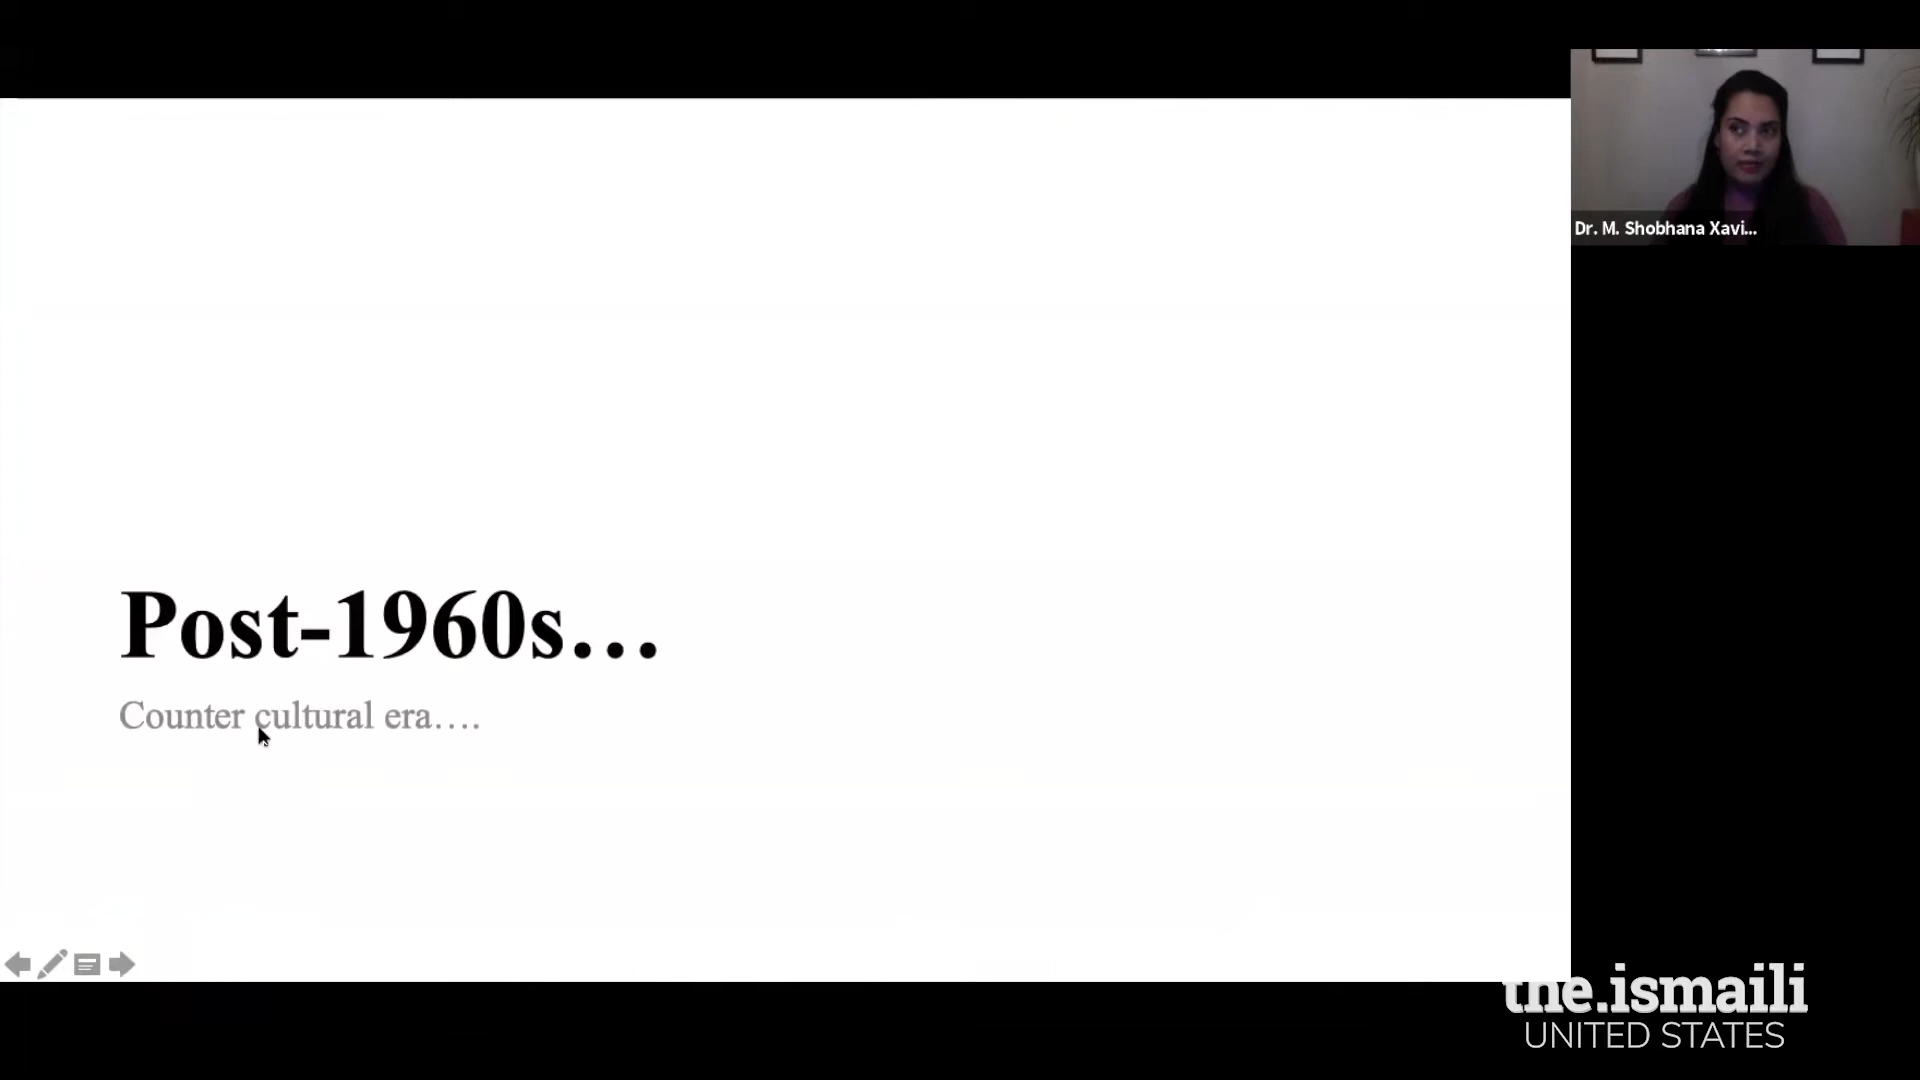 Dr. M. Shobhana Xavi...
Post-1960s...
Counter cultural era....
the.ismaili
UNITED STATES